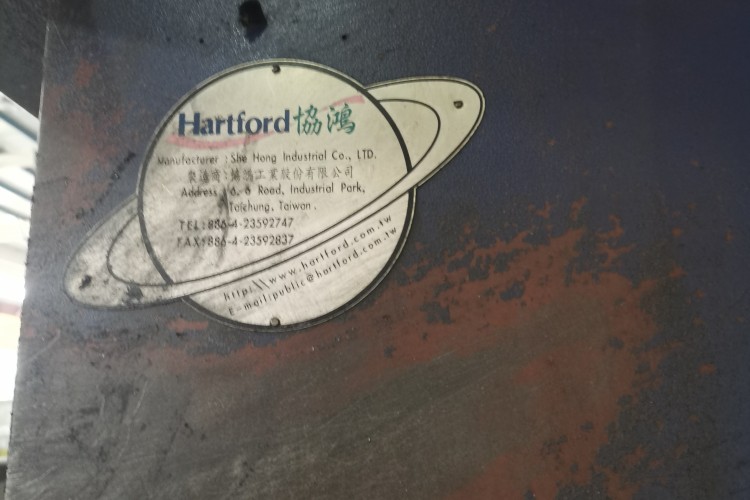 Hartford協鴻
Manufacturer : She Hong Industrial Co., LTD.
製造商:協鴻工業股份有限公司
Address : 6, 6 Road, Industrial Park,
Taichung, Taiwan.
TEL:886-4-23592747
FAX:886-4-23592837
http:\\www.hartford.com.tw
E-mail:public@hartford.com.tw